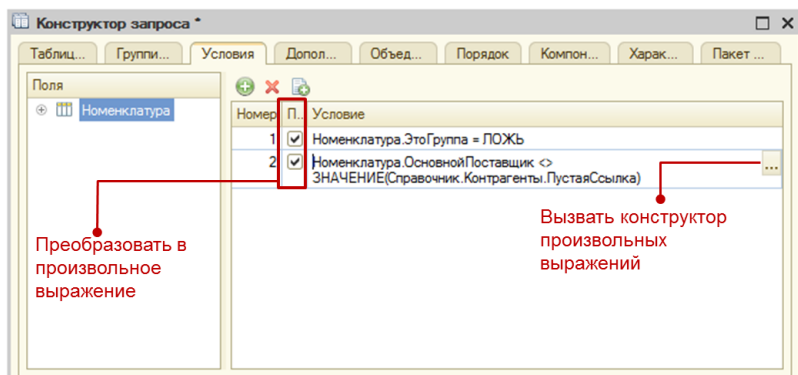 Конструктор запроса *
Таблиц... Группи... Условия Допол... Объед... Порядок Компон... Харак... Пакет ...
Поля
Номенклатура
Номер П.. Условие
1 Номенклатура.ЭтоГруппа = ЛОЖЬ
2 Номенклатура.ОсновнойПоставщик <>
ЗНАЧЕНИЕ(Справочник.Контрагенты.ПустаяСсылка)
...
Преобразовать в
произвольное
выражение
Вызвать конструктор
произвольных
выражений